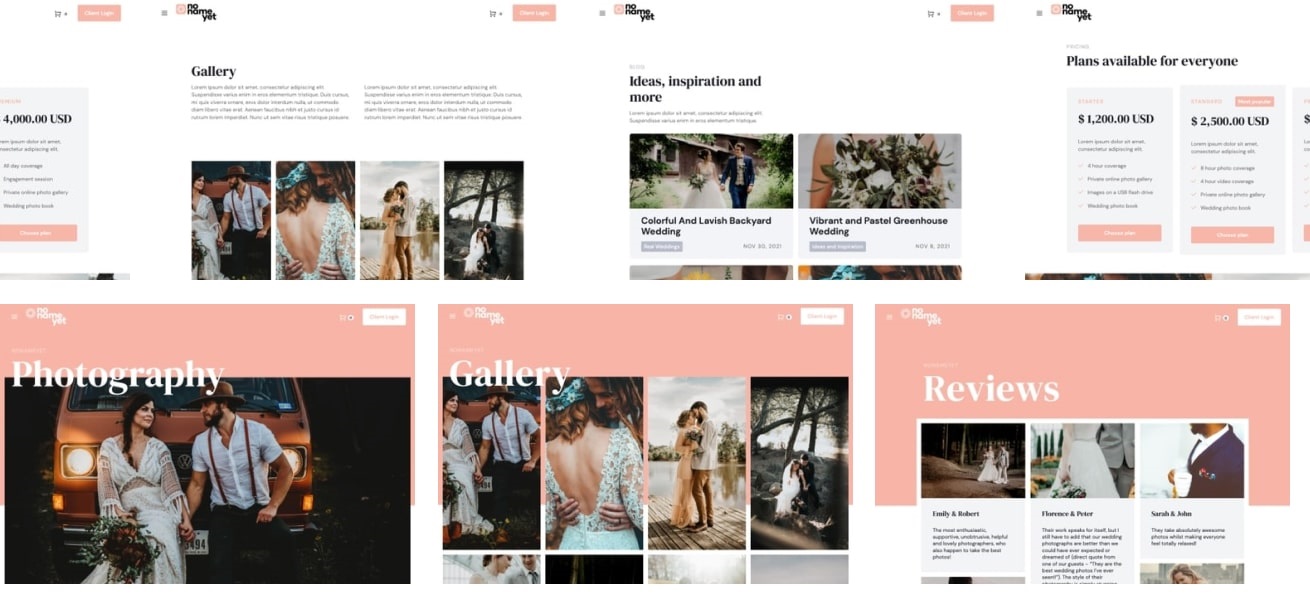 Client Login
EMIUM
4,000.00 USD
rem ipsum dolor sit amet,
nsectetur adipiscing elit.
All day coverage
Engagement session
Private online photo gallery
Wedding photo book
Choose plan
no
name
yet
Client Login
Gallery
Lorem ipsum dolor sit amet, consectetur adipiscing elit.
Suspendisse varius enim in eros elementum tristique. Duis cursus,
mi quis viverra ornare, eros dolor interdum nulla, ut commodo
diam libero vitae erat. Aenean faucibus nibh et justo cursus id
rutrum lorem imperdiet. Nunc ut sem vitae risus tristique posuere.
Lorem ipsum dolor sit amet, consectetur adipiscing elit.
Suspendisse varius enim in eros elementum tristique. Duis cursus,
mi quis viverra ornare, eros dolor interdum nulla, ut commodo
diam libero vitae erat. Aenean faucibus nibh et justo cursus id
rutrum lorem imperdiet. Nunc ut sem vitae risus tristique posuere.
no
name
yet
Client Login
BLOG
Ideas, inspiration and
more
Lorem ipsum dolor sit amet, consectetur adipiscing elit.
Suspendisse varius enim in eros elementum tristique.
Colorful And Lavish Backyard
Wedding
Real Weddings
NOV 30, 2021
Vibrant and Pastel Greenhouse
Wedding
Ideas and Inspiration
NOV 8, 2021
no
name
yet
PRICING
Plans available for everyone
STARTER
$ 1,200.00 USD
Lorem ipsum dolor sit amet,
consectetur adipiscing elit.
4 hour coverage
Private online photo gallery
Images on a USB flash drive
Wedding photo book
Choose plan
STANDARD
Most popular
$ 2,500.00 USD
Lorem ipsum dolor sit amet,
consectetur adipiscing elit.
8 hour photo coverage
4 hour video coverage
Private online photo gallery
Wedding photo book
Choose plan
$
no
name
yet
Client Login
NONAMEYET
Photography
494
no
name
yet
Client Login
NONAMEYET
Gallery
no
name
yet
Client Login
NONAMEYET
Reviews
Emily & Robert
The most enthusiastic,
supportive, unobtrusive, helpful
and lovely photographers, who
also happen to take the best
photos!
Florence & Peter
Their work speaks for itself, but I
still have to add that our wedding
photographs are better than we
could have ever expected or
dreamed of (direct quote from
one of our guests - "They are the
best wedding photos I've ever
seen!"). The style of their
Sarah & John
They take absolutely awesome
photos whilst making everyone
feel totally relaxed!